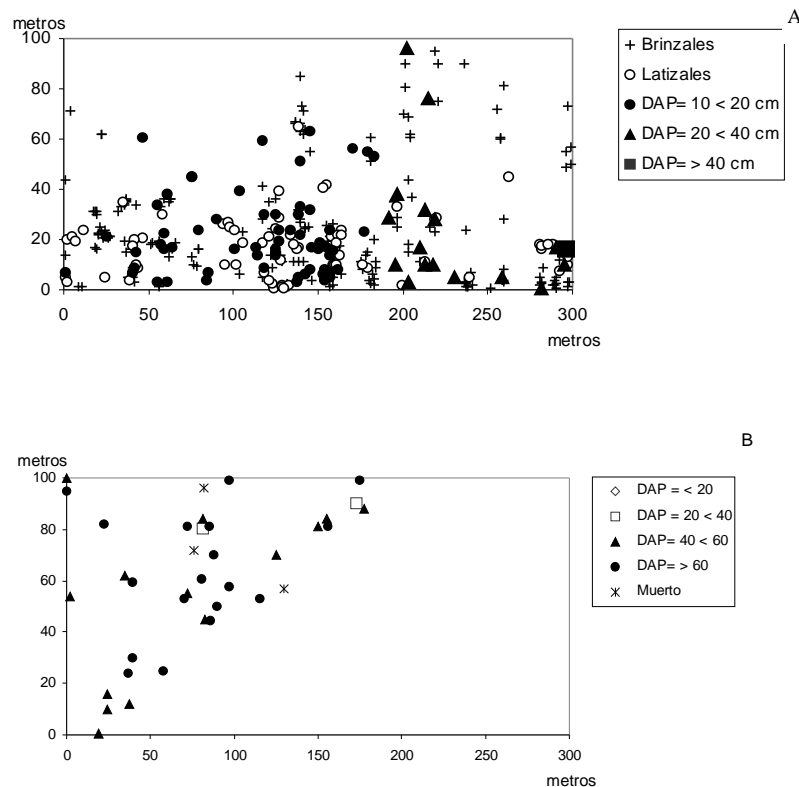 A
metros
100
80
60
40
20
0
0 50 100 150 200 250 300
metros
Brinzales
Latizales
DAP= 10 < 20 cm
DAP= 20 < 40 cm
DAP= > 40 cm
B
metros
100
80
60
40
20
0
0 50 100 150 200 250 300
metros
DAP = < 20
DAP = 20 < 40
DAP= 40 < 60
DAP= > 60
Muerto